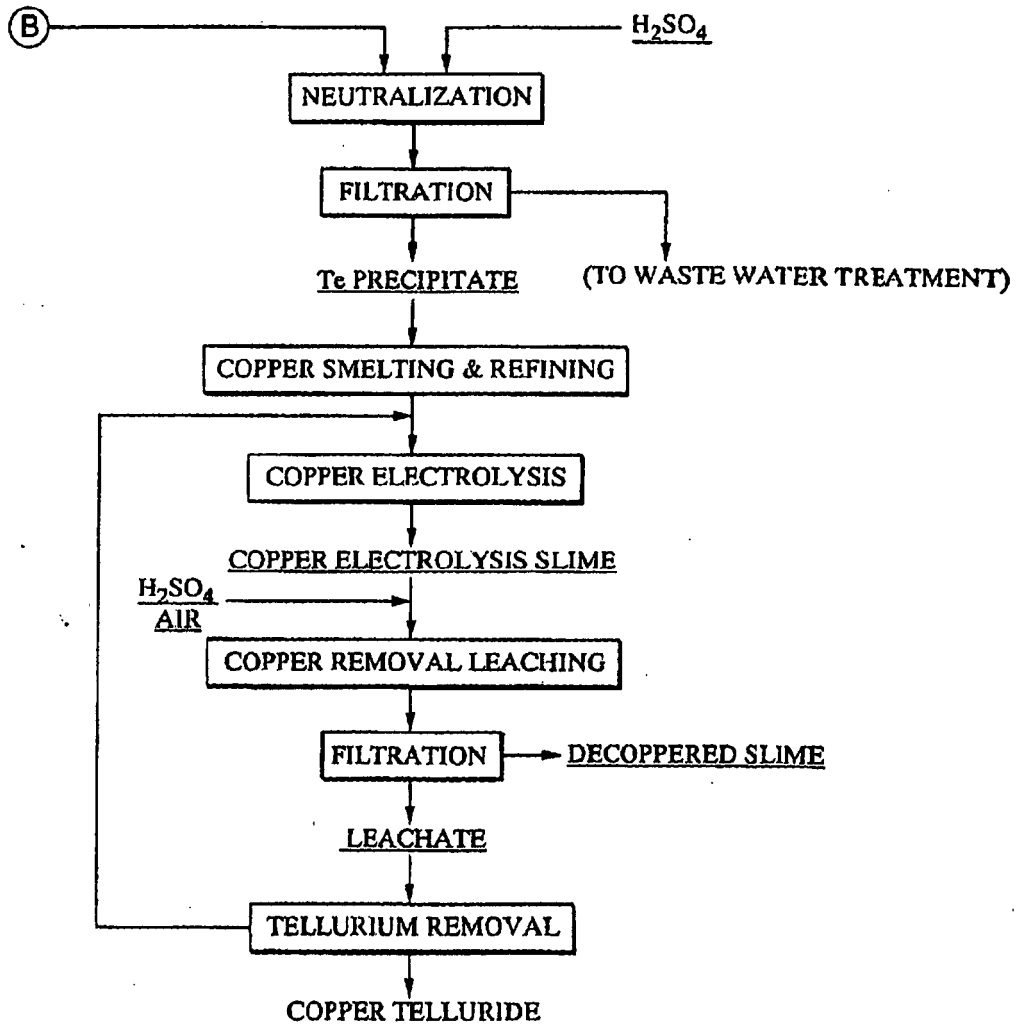 B
H₂SO₄
NEUTRALIZATION
FILTRATION
Te PRECIPITATE
(TO WASTE WATER TREATMENT)
COPPER SMELTING & REFINING
COPPER ELECTROLYSIS
COPPER ELECTROLYSIS SLIME
H₂SO₄
AIR
COPPER REMOVAL LEACHING
FILTRATION
DECOPPERED SLIME
LEACHATE
TELLURIUM REMOVAL
COPPER TELLURIDE